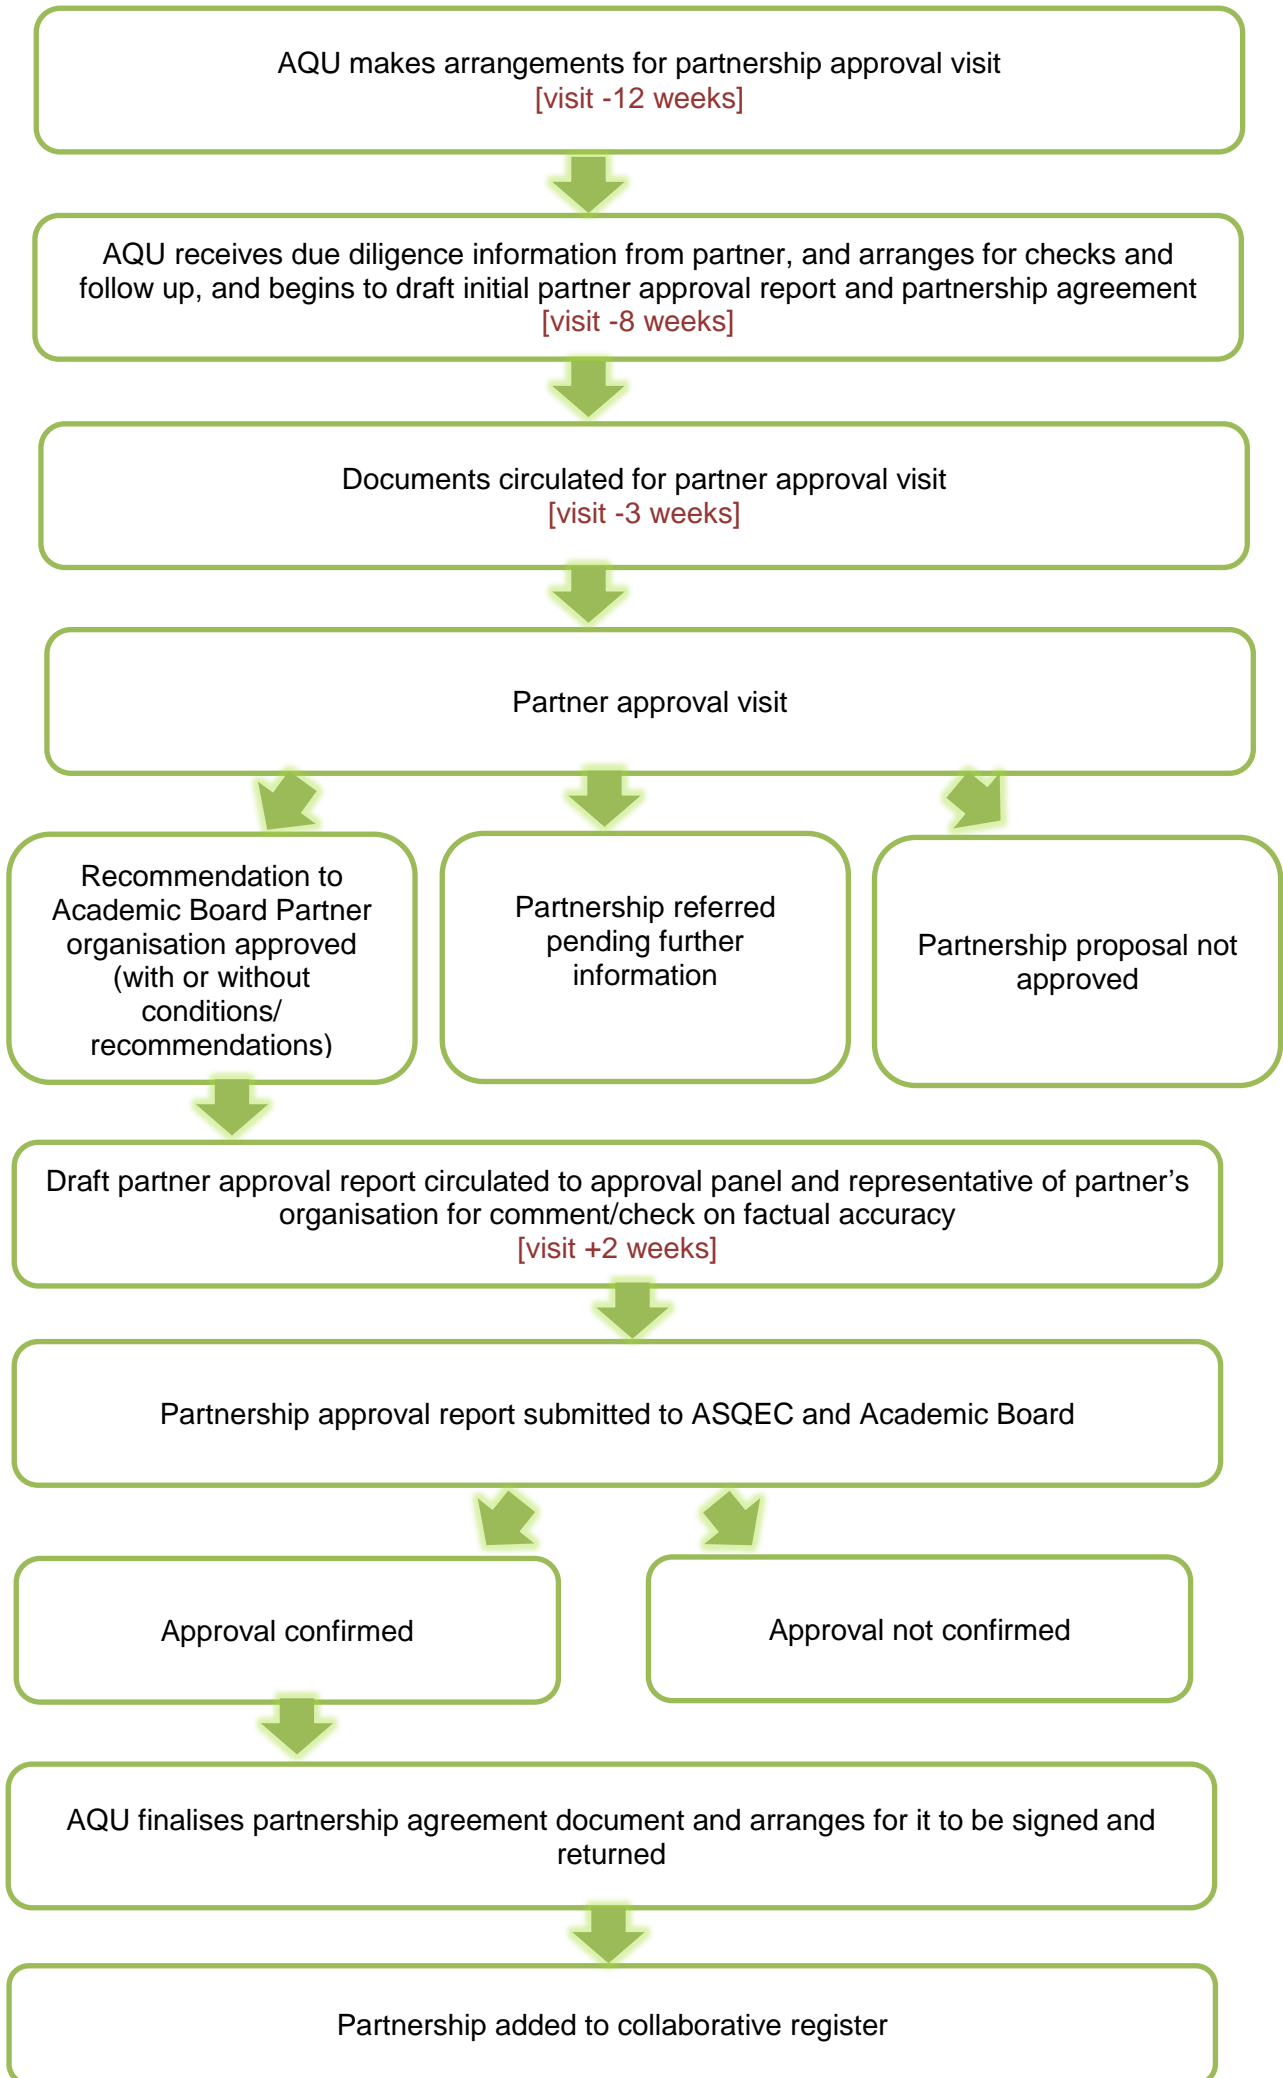 AQU makes arrangements for partnership approval visit
[visit -12 weeks]
AQU receives due diligence information from partner, and arranges for checks and
follow up, and begins to draft initial partner approval report and partnership agreement
[visit -8 weeks]
Documents circulated for partner approval visit
[visit -3 weeks]
Partner approval visit
Recommendation to
Academic Board Partner
organisation approved
(with or without
conditions/
recommendations)
Partnership referred
pending further
information
Partnership proposal not
approved
Draft partner approval report circulated to approval panel and representative of partner’s
organisation for comment/check on factual accuracy
[visit +2 weeks]
Partnership approval report submitted to ASQEC and Academic Board
Approval confirmed
Approval not confirmed
AQU finalises partnership agreement document and arranges for it to be signed and
returned
Partnership added to collaborative register